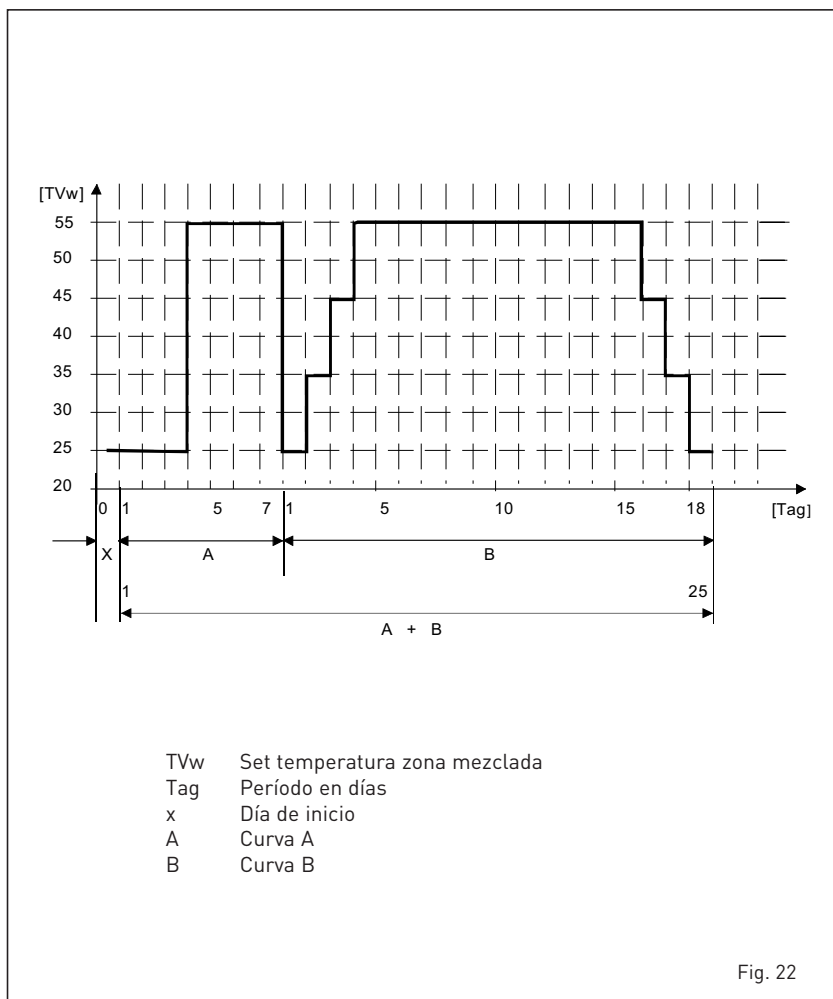 [TVw]
55
50
45
40
35
30
25
20
0 1 5 7 1 5 10 15 18 [Tag]
X A B
1 25
A + B
TVw Set temperatura zona mezclada
Tag Período en días
x Día de inicio
A Curva A
B Curva B
Fig. 22